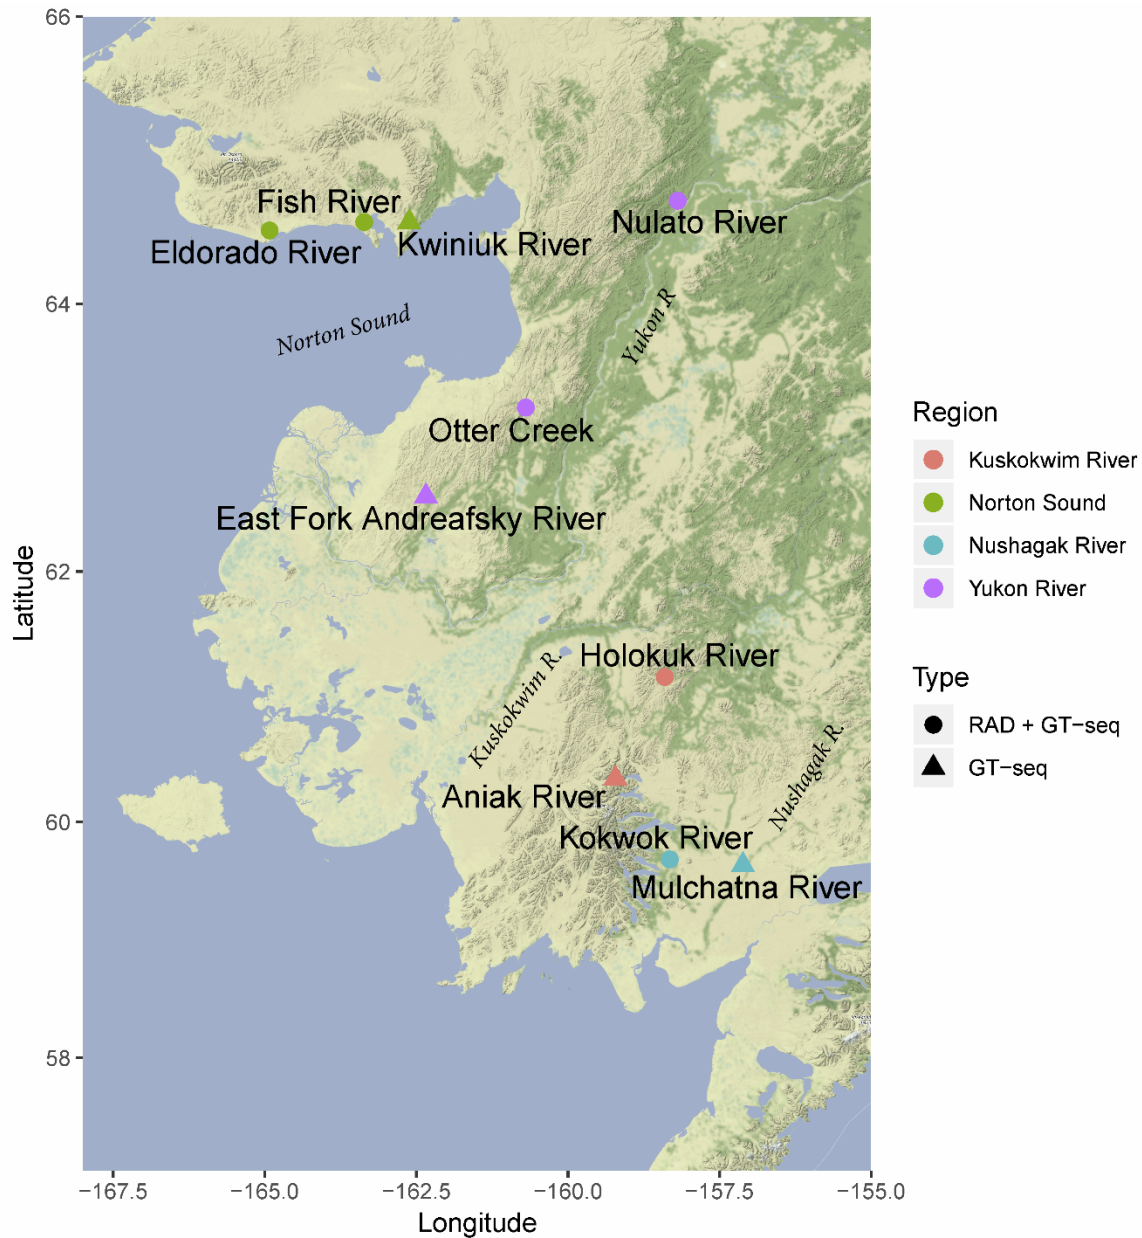 66
Fish River
Nulato River
Eldorado River
Kwiniuk River
64
Norton Sound
Yukon R
Otter Creek
East Fork Andreafsky River
62
Latitude
Holokuk River
Kuskokwim R.
Aniak River
Nushagak R.
60
Kokwok River
Mulchatna River
58
−167.5
−165.0
−162.5
−160.0
−157.5
−155.0
Longitude
Region
Kuskokwim River
Norton Sound
Nushagak River
Yukon River
Type
RAD + GT−seq
GT−seq